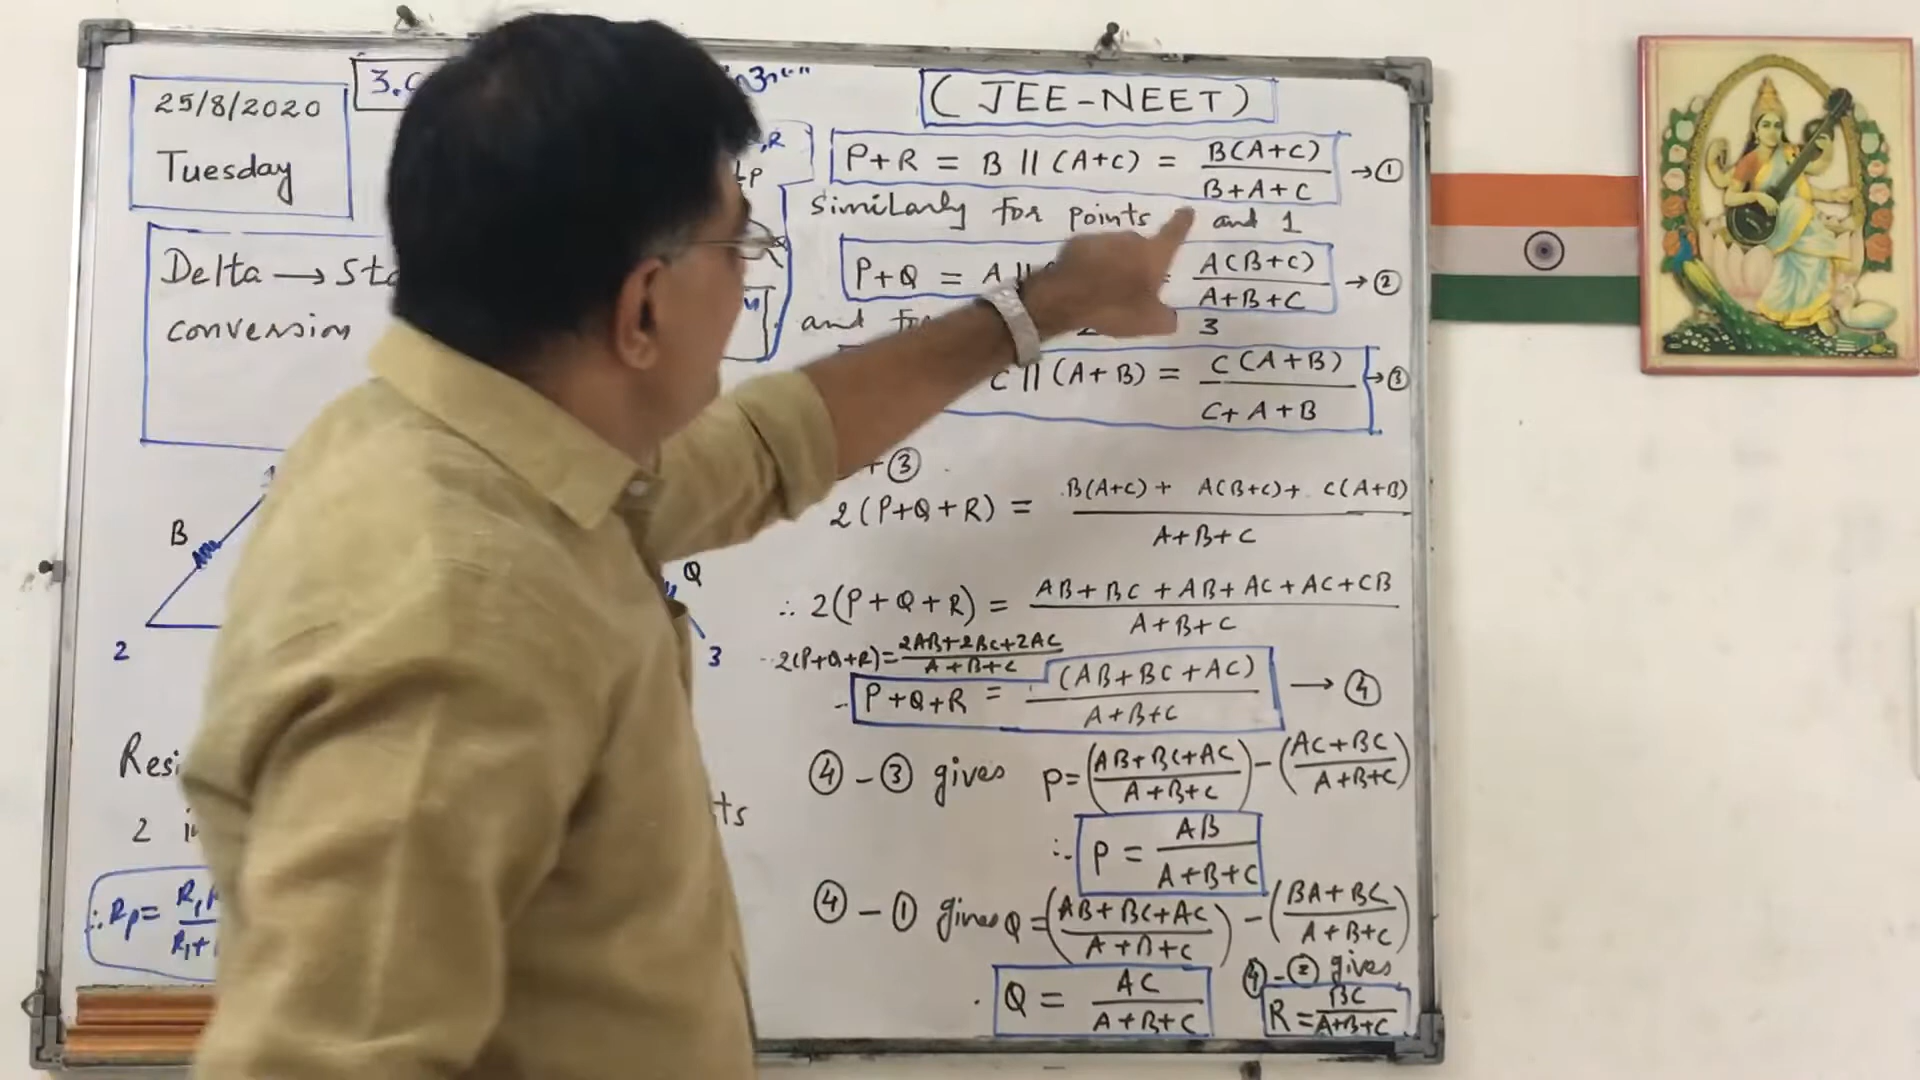 25/8/2020
Tuesday
(JEE-NEET)
P+R = B || (A+C) = B(A+C) / B+A+C → ①
Similarly for points and 1
P+Q = A || = A(B+C) / A+B+C → ②
and 3
C || (A+B) = C(A+B) / C+A+B → ③
+ ③
2(P+Q+R) = B(A+C) + A(B+C) + C(A+B) / A+B+C
∴ 2(P+Q+R) = AB+BC + AB+AC + AC+CB / A+B+C
2(P+Q+R) = 2AB+2BC+2AC / A+B+C
P+Q+R = (AB+BC+AC) / A+B+C → ④
④ - ③ gives P = (AB+BC+AC / A+B+C) - (AC+BC / A+B+C)
∴ P = AB / A+B+C
④ - ① gives Q = (AB+BC+AC / A+B+C) - (BA+BC / A+B+C)
Q = AC / A+B+C
④ - ② gives
R = BC / A+B+C
Delta →
conversion
B
2
Q
3
2
∴ Rp =